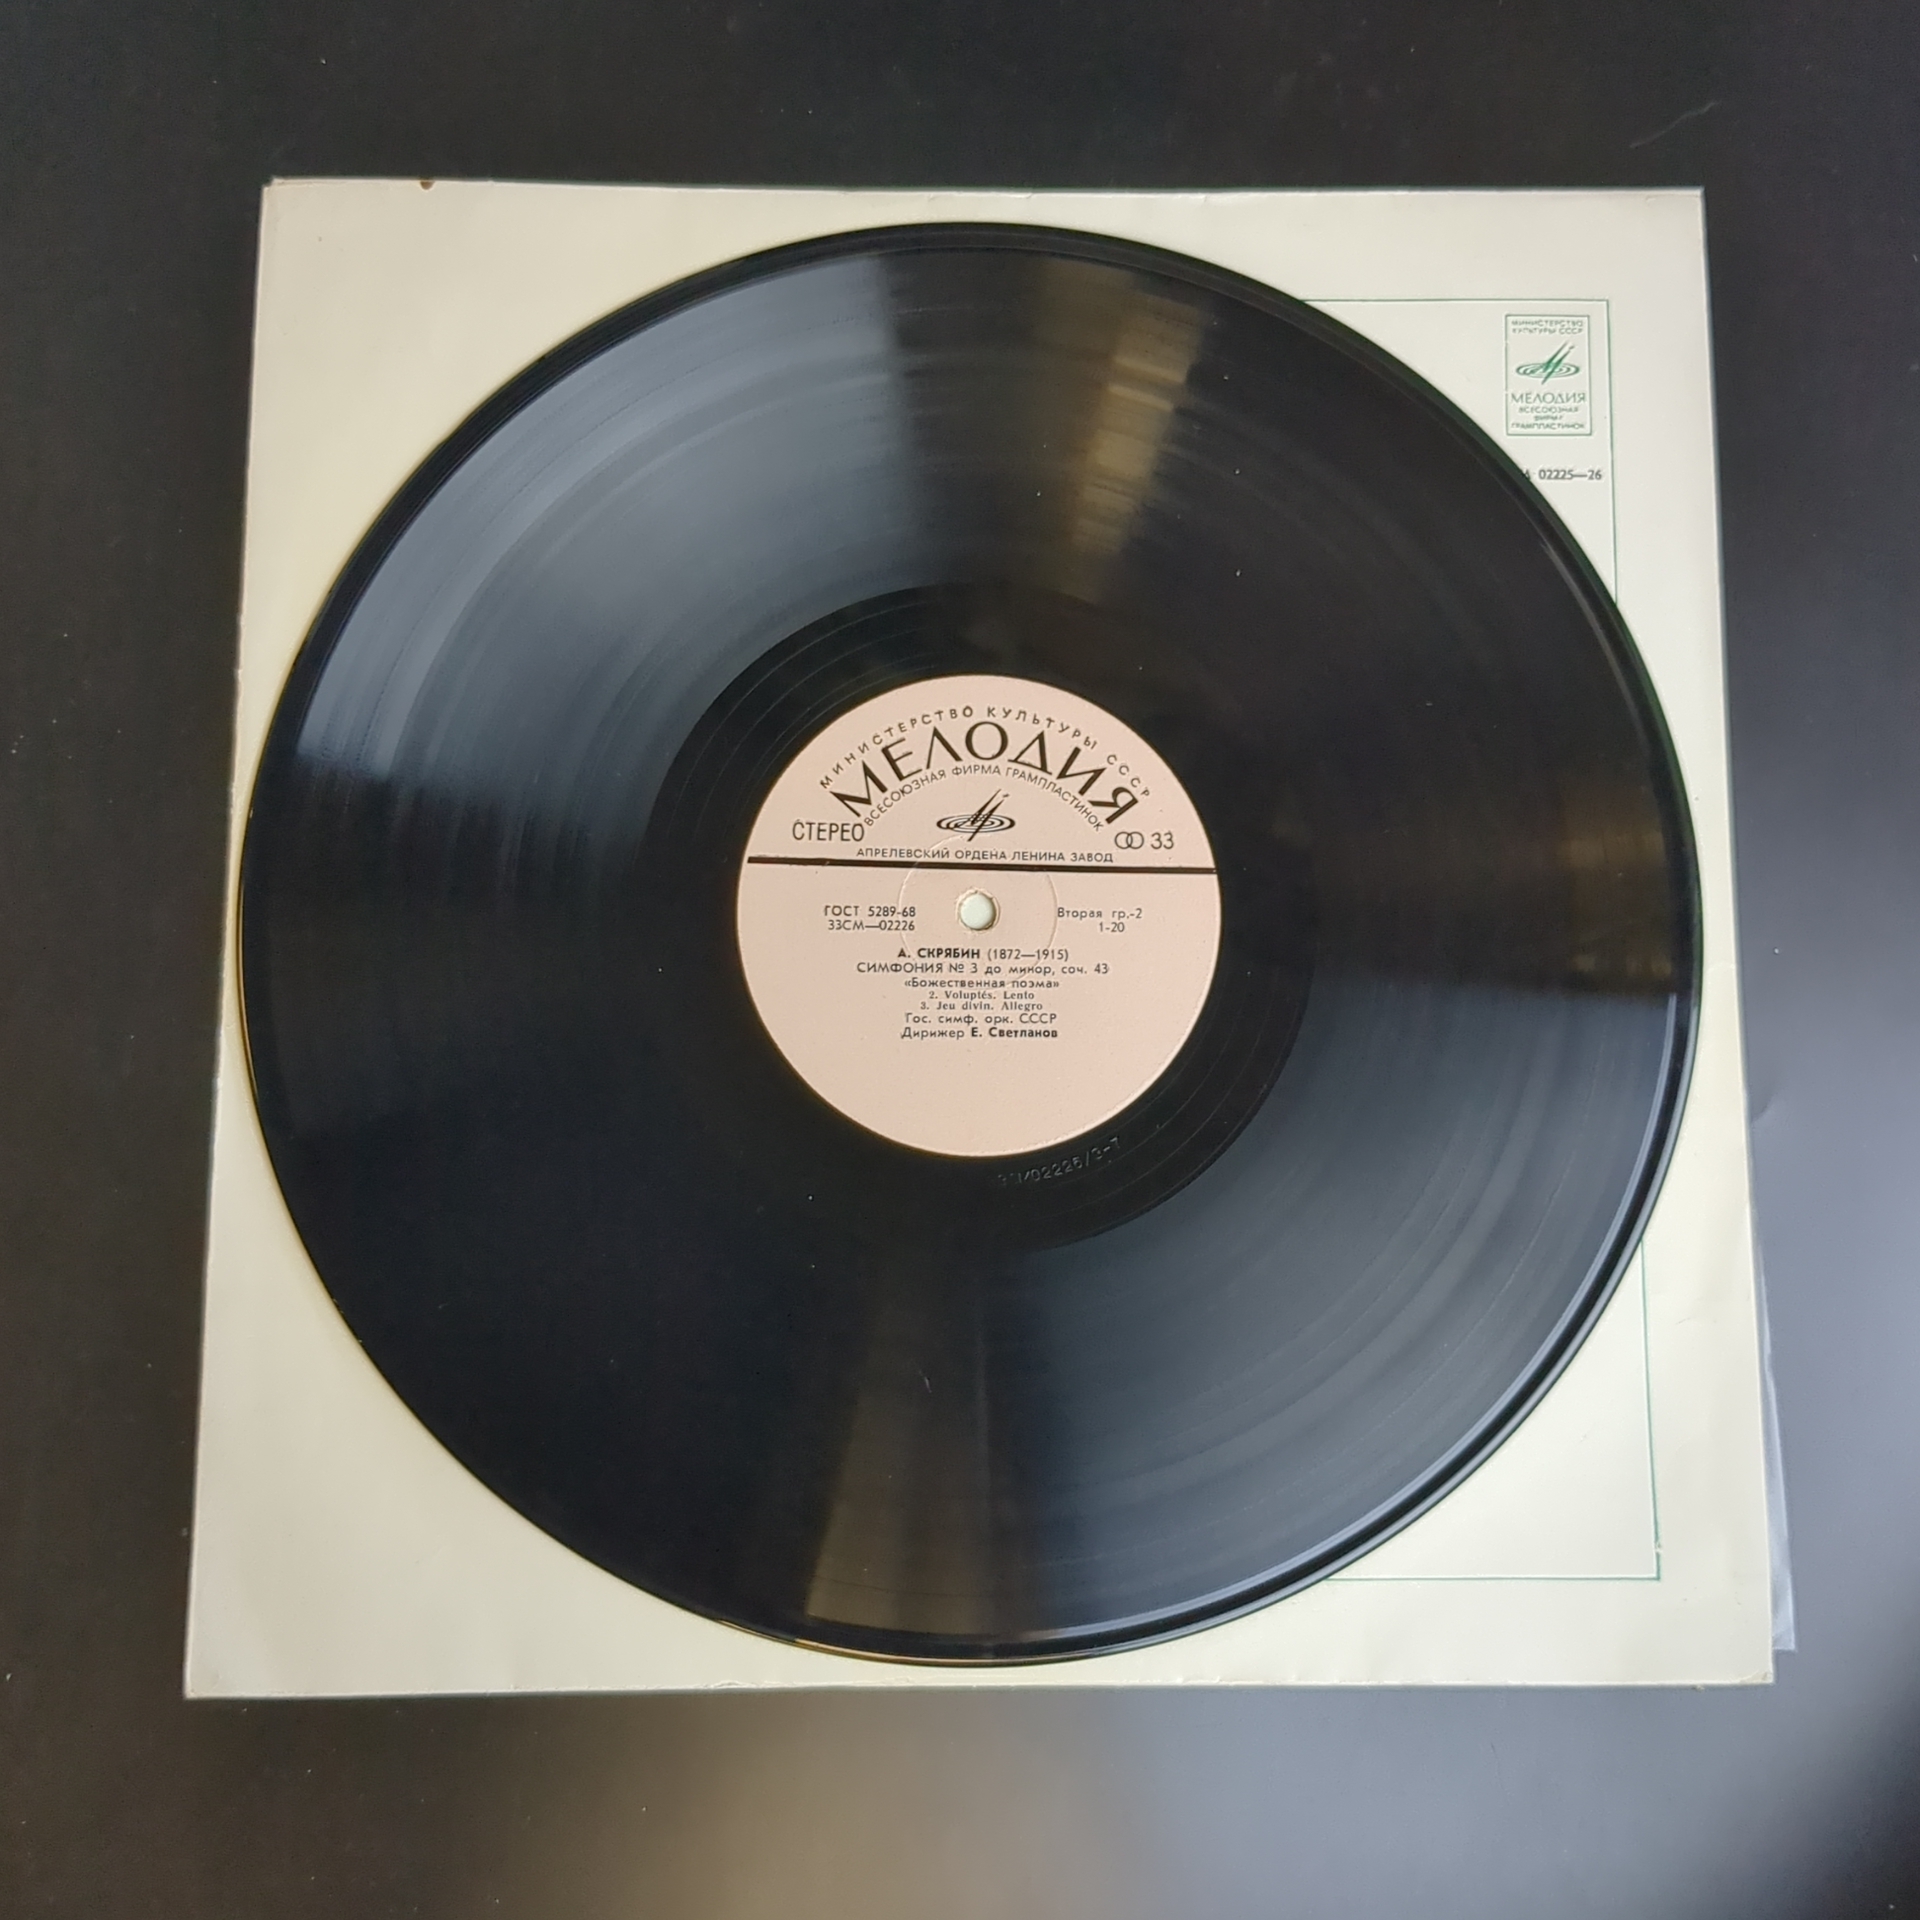 МИНИСТЕРСТВО КУЛЬТУРЫ СССР
МЕЛОДИЯ
ВСЕСОЮЗНАЯ ФИРМА ГРАМПЛАСТИНОК
СТЕРЕО
33
АПРЕЛЕВСКИЙ ОРДЕНА ЛЕНИНА ЗАВОД
ГОСТ 5289-68
33СМ—02226
Вторая гр.-2
1-20
А. СКРЯБИН (1872—1915)
СИМФОНИЯ № 3 до минор, соч. 43
«Божественная поэма»
2. Voluptés. Lento
3. Jeu divin. Allegro
Гос. симф. орк. СССР
Дирижер Е. Светланов
МИНИСТЕРСТВО
КУЛЬТУРЫ СССР
МЕЛОДИЯ
ВСЕСОЮЗНАЯ
ФИРМА
ГРАМПЛАСТИНОК
02225—26